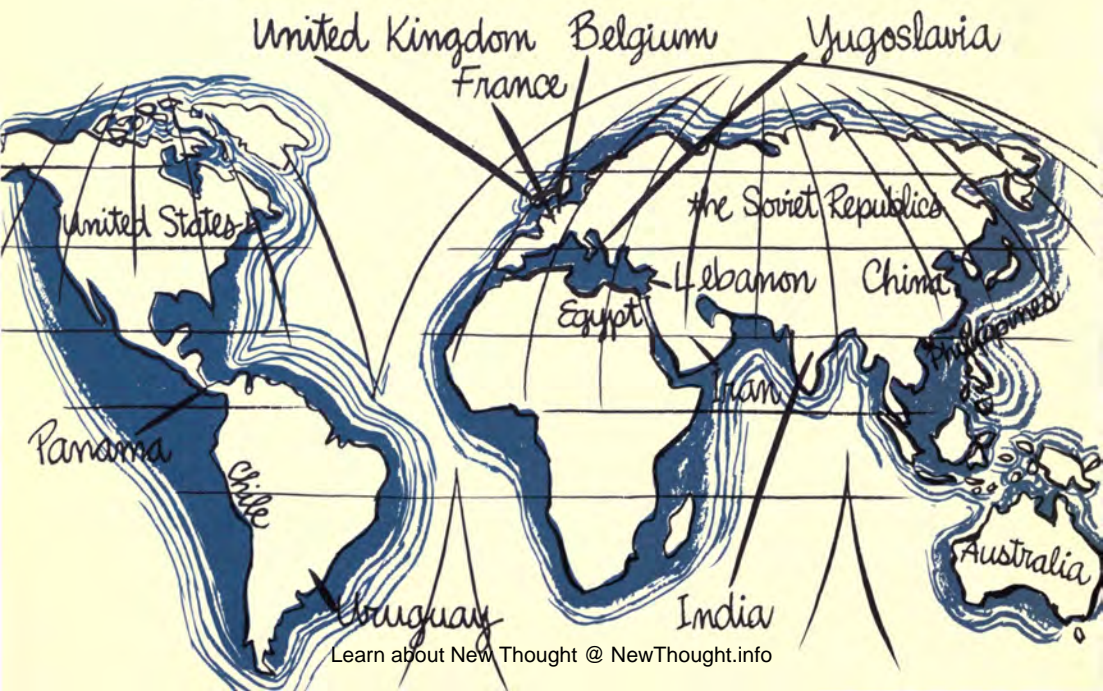 United Kingdom
Belgium
Yugoslavia
France
United States
the Soviet Republics
Lebanon
China
Egypt
Philippines
Iran
Panama
Chile
Australia
Uruguay
India
Learn about New Thought @ NewThought.info